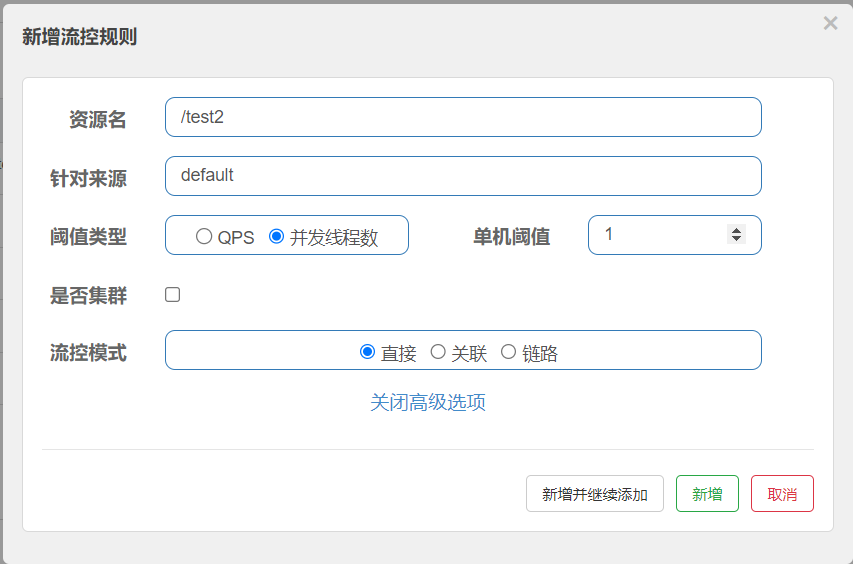 新增流控规则
资源名 /test2
针对来源 default
阈值类型 QPS 并发线程数 单机阈值 1
是否集群
流控模式 直接 关联 链路
关闭高级选项
新增并继续添加 新增 取消